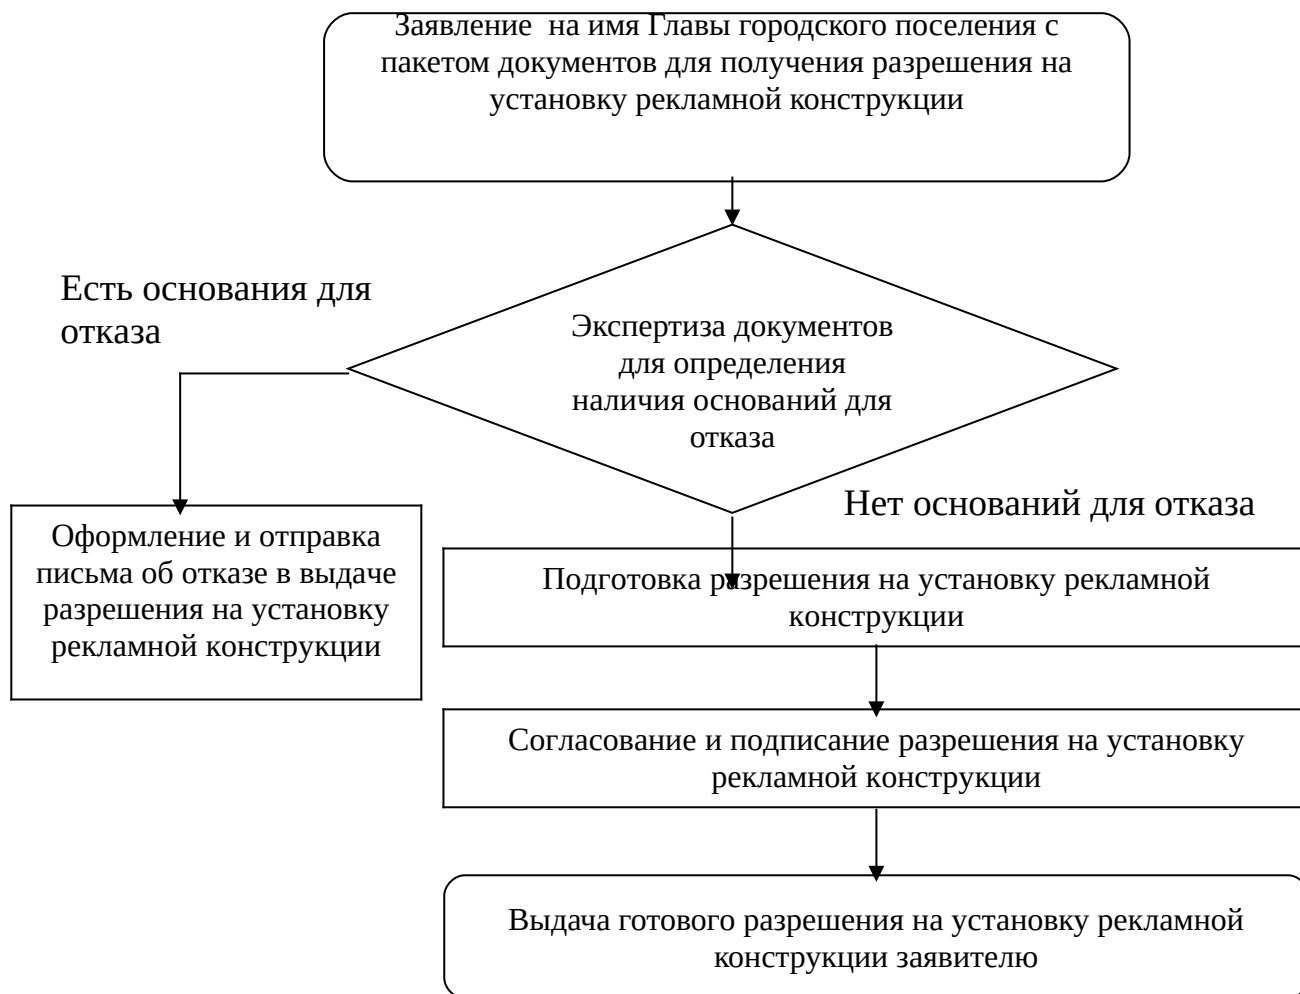 Заявление на имя Главы городского поселения с
пакетом документов для получения разрешения на
установку рекламной конструкции
Есть основания для
отказа
Экспертиза документов
для определения
наличия оснований для
отказа
Нет оснований для отказа
Оформление и отправка
письма об отказе в выдаче
разрешения на установку
рекламной конструкции
Подготовка разрешения на установку рекламной
конструкции
Согласование и подписание разрешения на установку
рекламной конструкции
Выдача готового разрешения на установку рекламной
конструкции заявителю